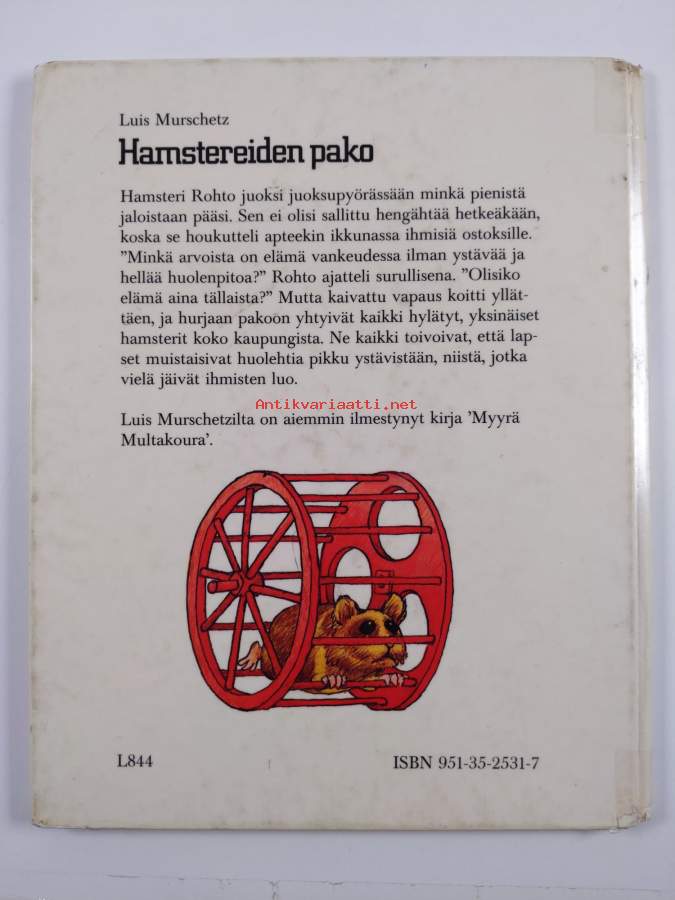 Luis Murschetz
Hamstereiden pako
Hamsteri Rohto juoksi juoksupyörässään minkä pienistä
jaloistaan pääsi. Sen ei olisi sallittu hengähtää hetkeäkään,
koska se houkutteli apteekin ikkunassa ihmisiä ostoksille.
”Minkä arvoista on elämä vankeudessa ilman ystävää ja
hellää huolenpitoa?” Rohto ajatteli surullisena. ”Olisiko
elämä aina tällaista?” Mutta kaivattu vapaus koitti yllät-
täen, ja hurjaan pakoon yhtyivät kaikki hylätyt, yksinäiset
hamsterit koko kaupungista. Ne kaikki toivoivat, että lap-
set muistaisivat huolehtia pikku ystävistään, niistä, jotka
vielä jäivät ihmisten luo.
Antikvariaatti.net
Luis Murschetzilta on aiemmin ilmestynyt kirja ’Myyrä
Multakoura’.
L844
ISBN 951-35-2531-7